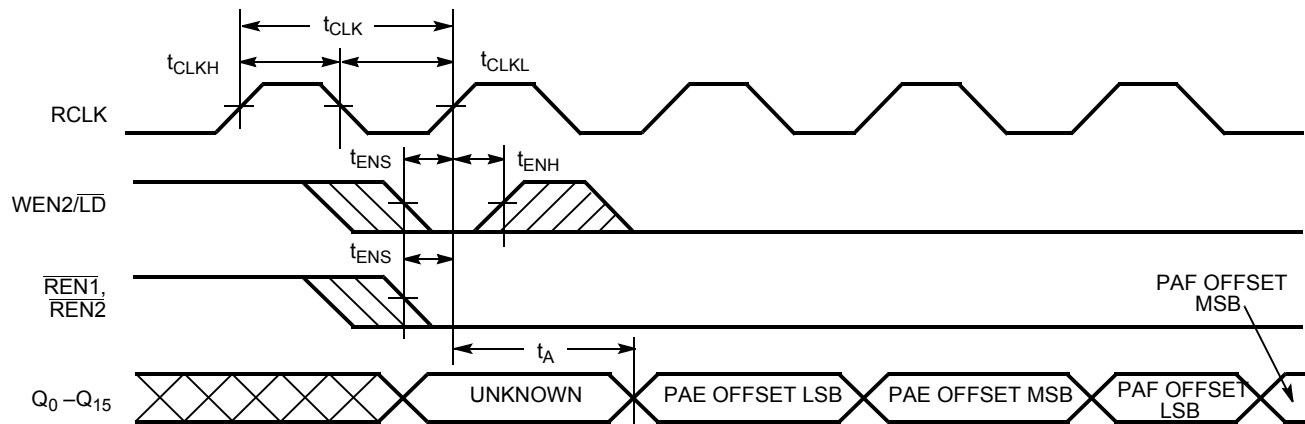 tCLK
tCLKH
tCLKL
RCLK
tENS
tENH
WEN2/LD
tENS
REN1,
REN2
PAF OFFSET
MSB
tA
Q0 –Q15
UNKNOWN
PAE OFFSET LSB
PAE OFFSET MSB
PAF OFFSET
LSB